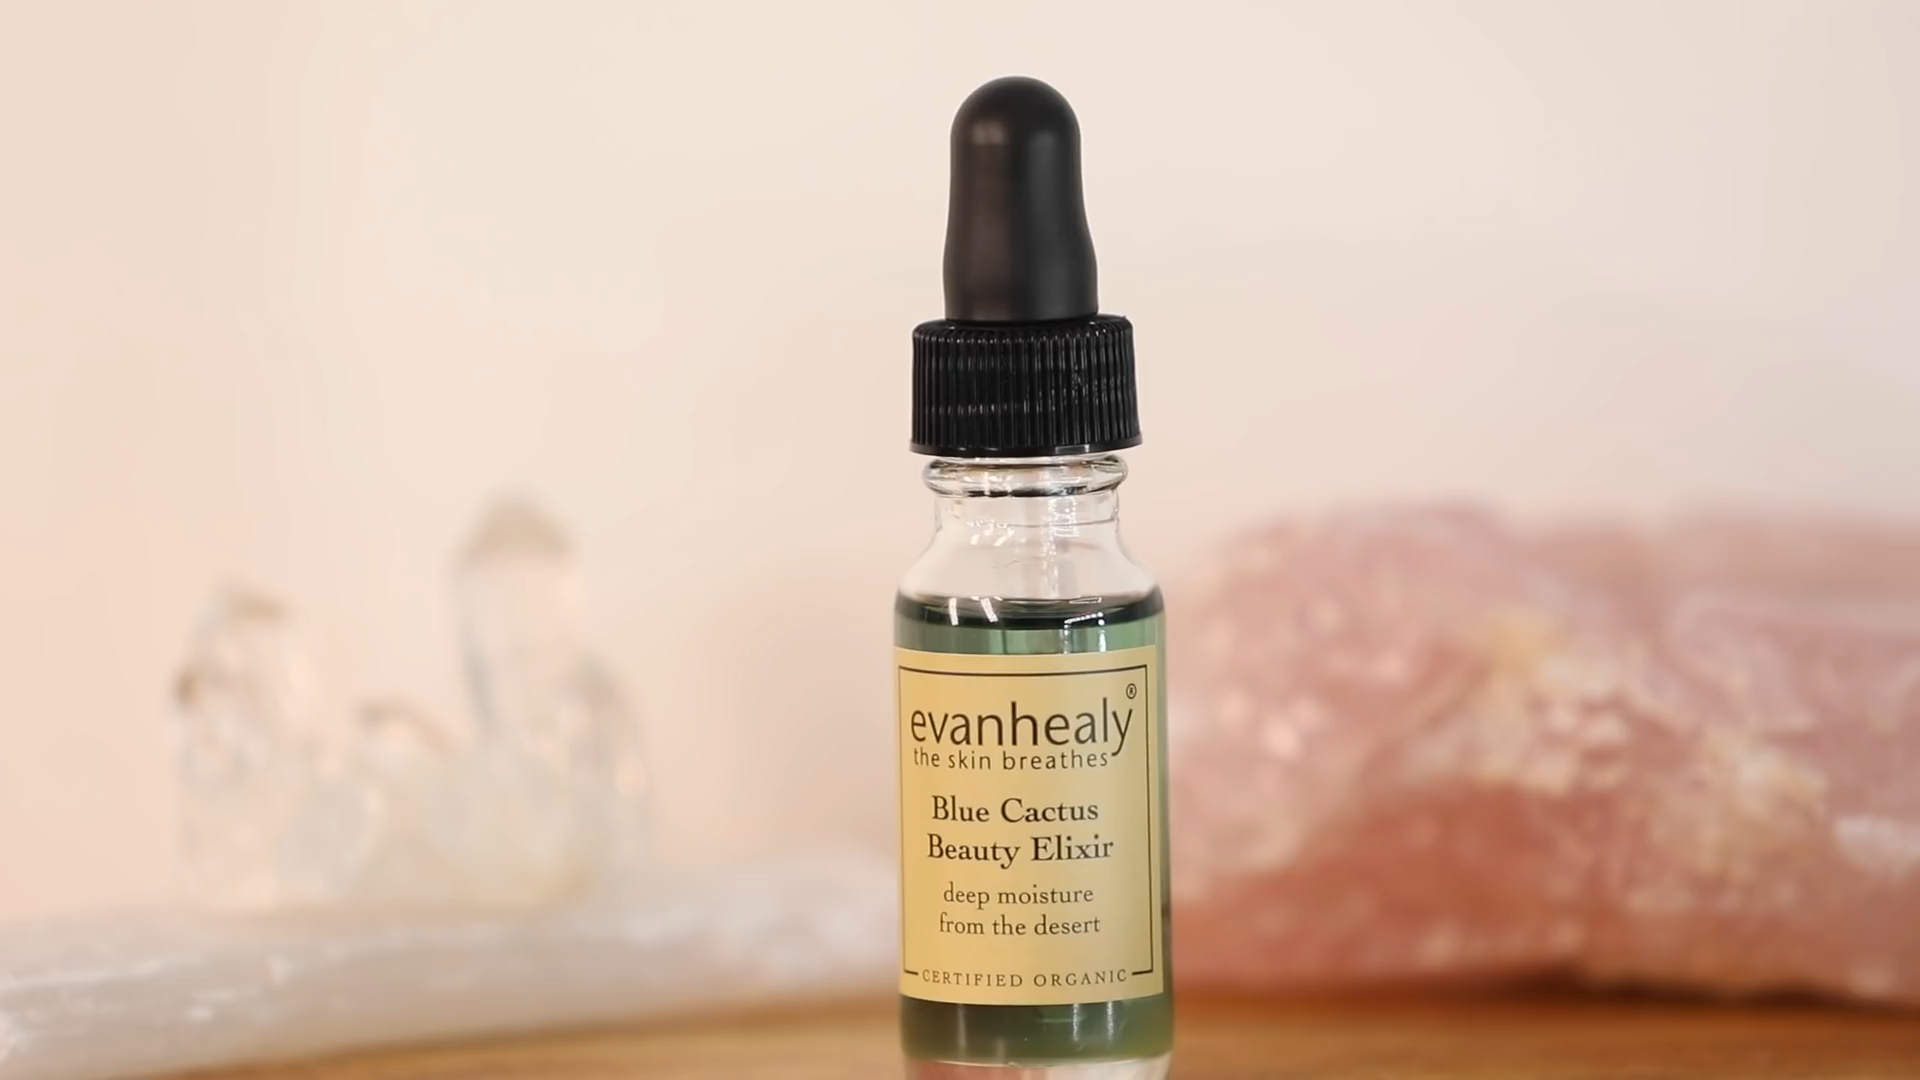 evanhealy®
the skin breathes
Blue Cactus
Beauty Elixir
deep moisture
from the desert
CERTIFIED ORGANIC